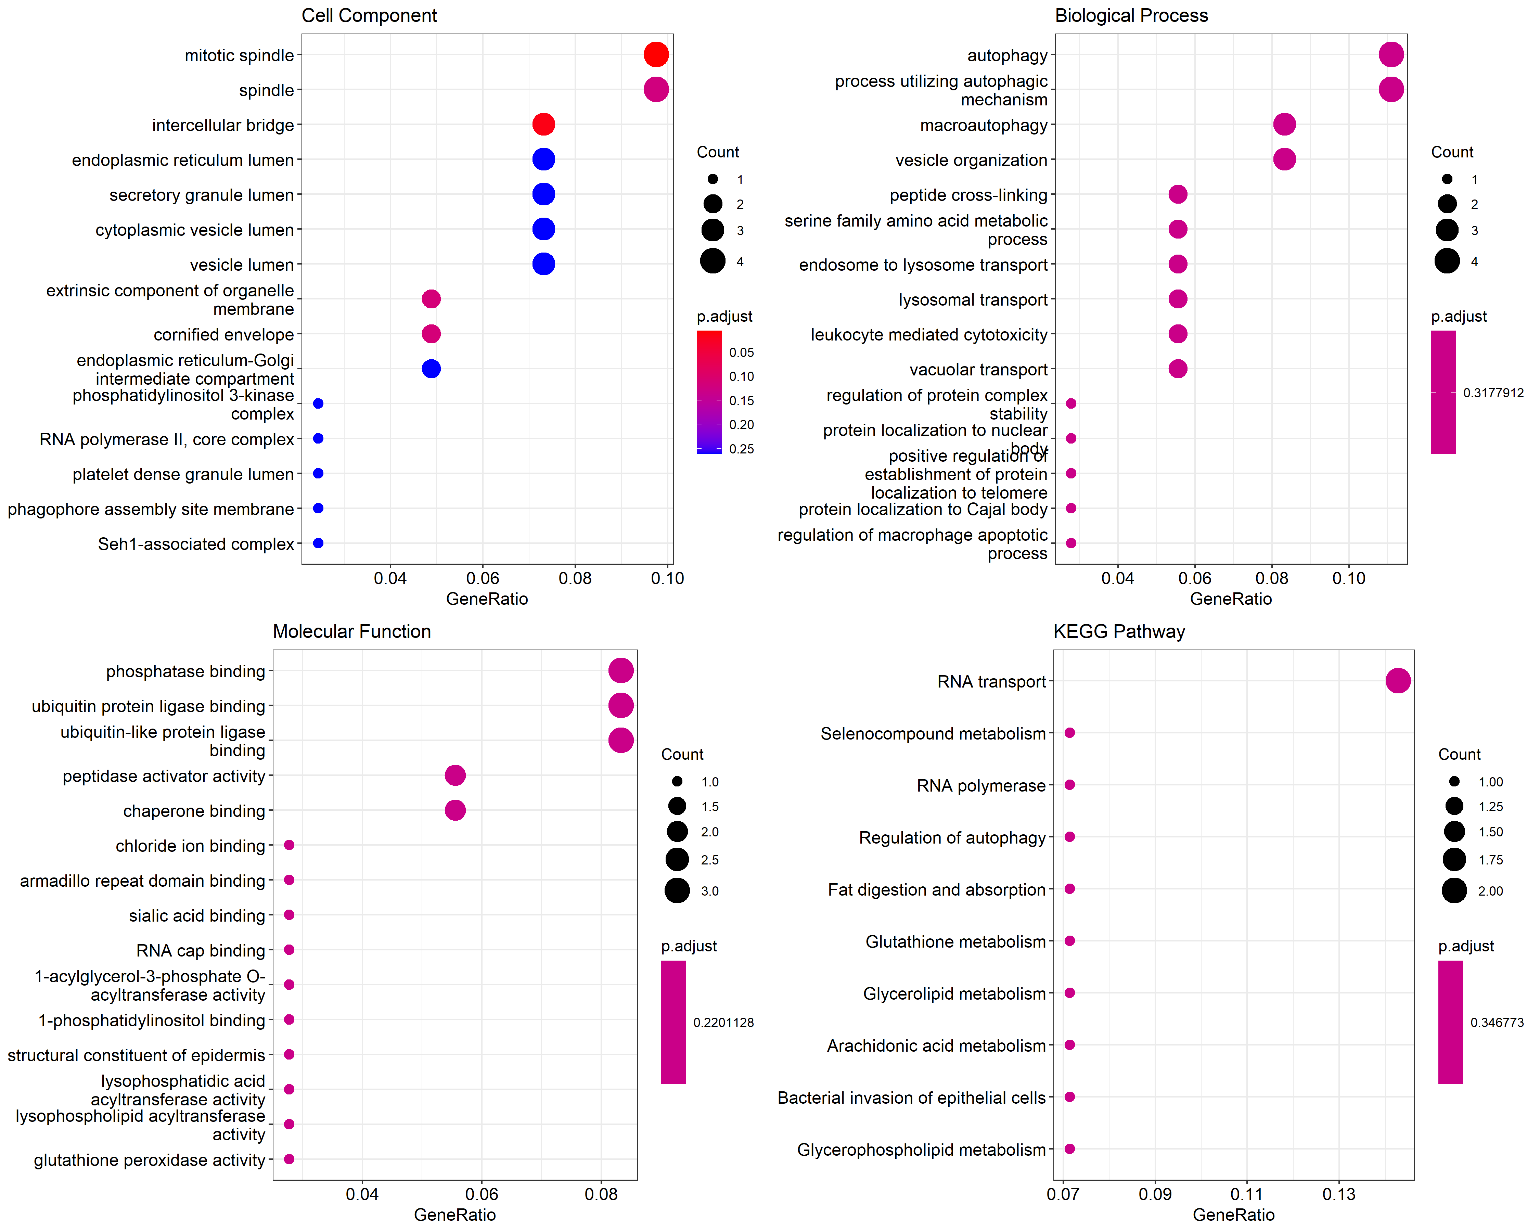 Cell Component
mitotic spindle
spindle
intercellular bridge
endoplasmic reticulum lumen
secretory granule lumen
cytoplasmic vesicle lumen
vesicle lumen
extrinsic component of organelle
membrane
cornified envelope
endoplasmic reticulum-Golgi
intermediate compartment
phosphatidylinositol 3-kinase
complex
RNA polymerase II, core complex
platelet dense granule lumen
phagophore assembly site membrane
Seh1-associated complex
0.04 0.06 0.08 0.10
GeneRatio
Count
1
2
3
4
p.adjust
0.05
0.10
0.15
0.20
0.25
Biological Process
autophagy
process utilizing autophagic
mechanism
macroautophagy
vesicle organization
peptide cross-linking
serine family amino acid metabolic
process
endosome to lysosome transport
lysosomal transport
leukocyte mediated cytotoxicity
vacuolar transport
regulation of protein complex
stability
protein localization to nuclear
body
positive regulation of
establishment of protein
localization to telomere
protein localization to Cajal body
regulation of macrophage apoptotic
process
0.04 0.06 0.08 0.10
GeneRatio
Count
1
2
3
4
p.adjust
0.3177912
Molecular Function
phosphatase binding
ubiquitin protein ligase binding
ubiquitin-like protein ligase
binding
peptidase activator activity
chaperone binding
chloride ion binding
armadillo repeat domain binding
sialic acid binding
RNA cap binding
1-acylglycerol-3-phosphate O-
acyltransferase activity
1-phosphatidylinositol binding
structural constituent of epidermis
lysophosphatidic acid
acyltransferase activity
lysophospholipid acyltransferase
activity
glutathione peroxidase activity
0.04 0.06 0.08
GeneRatio
Count
1.0
1.5
2.0
2.5
3.0
p.adjust
0.2201128
KEGG Pathway
RNA transport
Selenocompound metabolism
RNA polymerase
Regulation of autophagy
Fat digestion and absorption
Glutathione metabolism
Glycerolipid metabolism
Arachidonic acid metabolism
Bacterial invasion of epithelial cells
Glycerophospholipid metabolism
0.07 0.09 0.11 0.13
GeneRatio
Count
1.00
1.25
1.50
1.75
2.00
p.adjust
0.346773